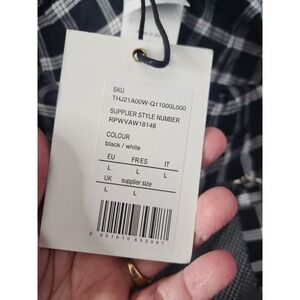 SKU
THJ21A00W-Q11000L000
SUPPLIER STYLE NUMBER
RPWVAW18148
COLOUR
black / white
EU FR/ES IT
L L L
UK supplier size
L L